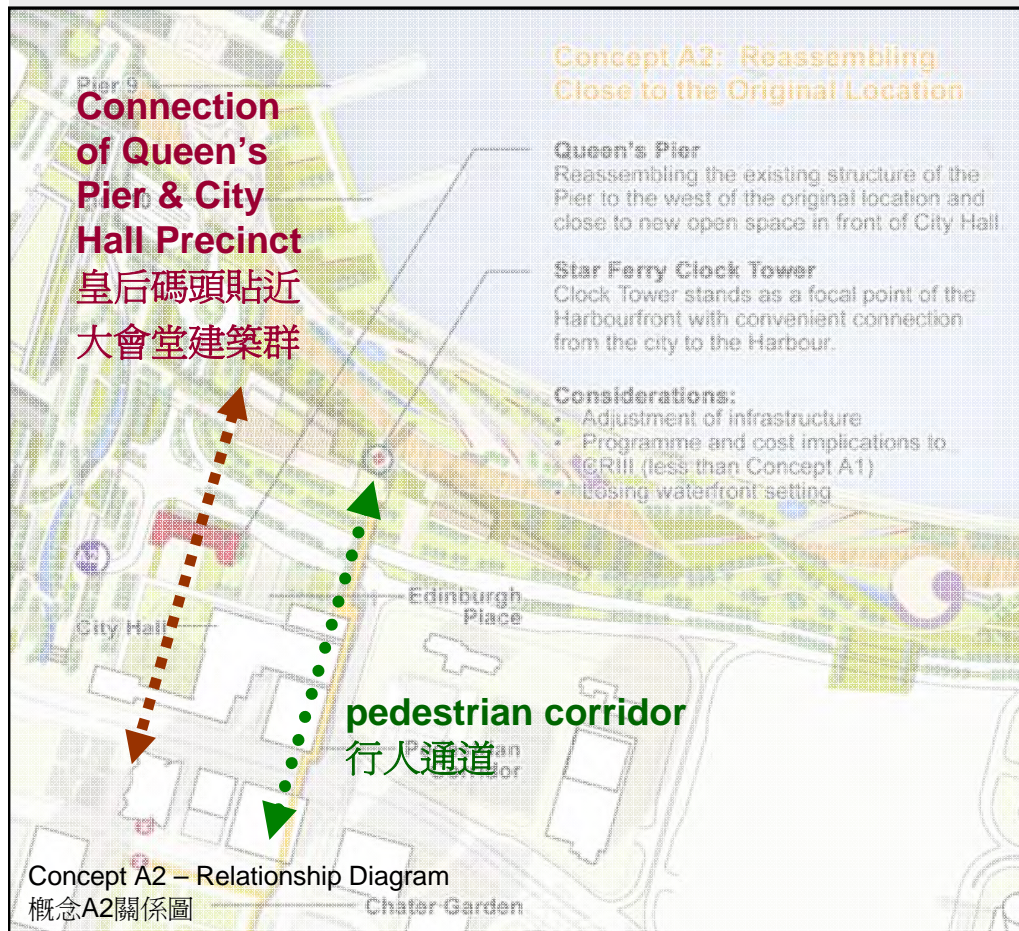 Concept A2: Reassembling
Close to the Original Location
Pier 9
Connection
of Queen's
Pier & City
Hall Precinct
皇后碼頭貼近
大會堂建築群
Queen's Pier
Reassembling the existing structure of the
Pier to the west of the original location and
close to new open space in front of City Hall
Star Ferry Clock Tower
Clock Tower stands as a focal point of the
Harbourfront with convenient connection
from the city to the Harbour.
Considerations:
• Adjustment of infrastructure
• Programme and cost implications to
CRIII (less than Concept A1)
• Losing waterfront setting
Edinburgh
Place
City Hall
pedestrian corridor
行人通道
Pedestrian
Corridor
Concept A2 – Relationship Diagram
概念A2關係圖
Chater Garden